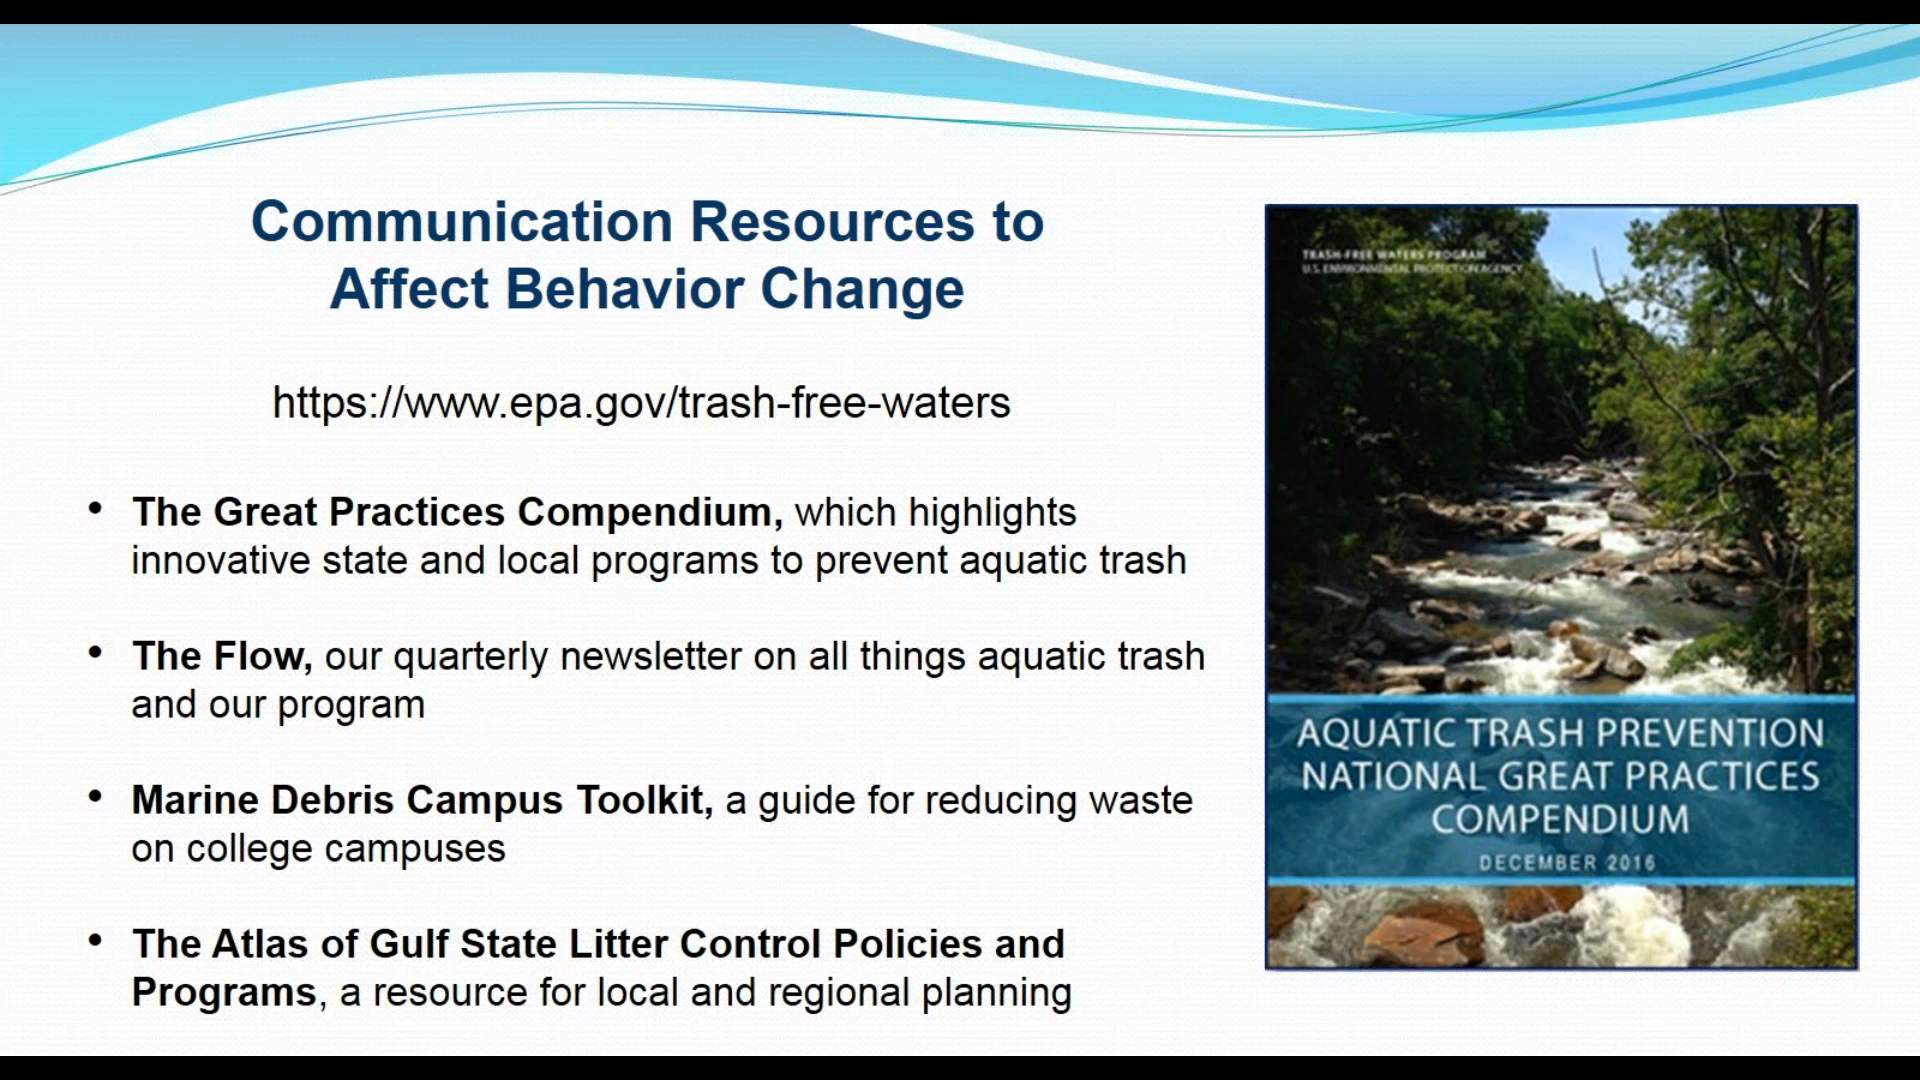 Communication Resources to
Affect Behavior Change
https://www.epa.gov/trash-free-waters
• The Great Practices Compendium, which highlights
innovative state and local programs to prevent aquatic trash
• The Flow, our quarterly newsletter on all things aquatic trash
and our program
• Marine Debris Campus Toolkit, a guide for reducing waste
on college campuses
• The Atlas of Gulf State Litter Control Policies and
Programs, a resource for local and regional planning
TRASH-FREE WATERS PROGRAM
U.S. ENVIRONMENTAL PROTECTION AGENCY
AQUATIC TRASH PREVENTION
NATIONAL GREAT PRACTICES
COMPENDIUM
DECEMBER 2016